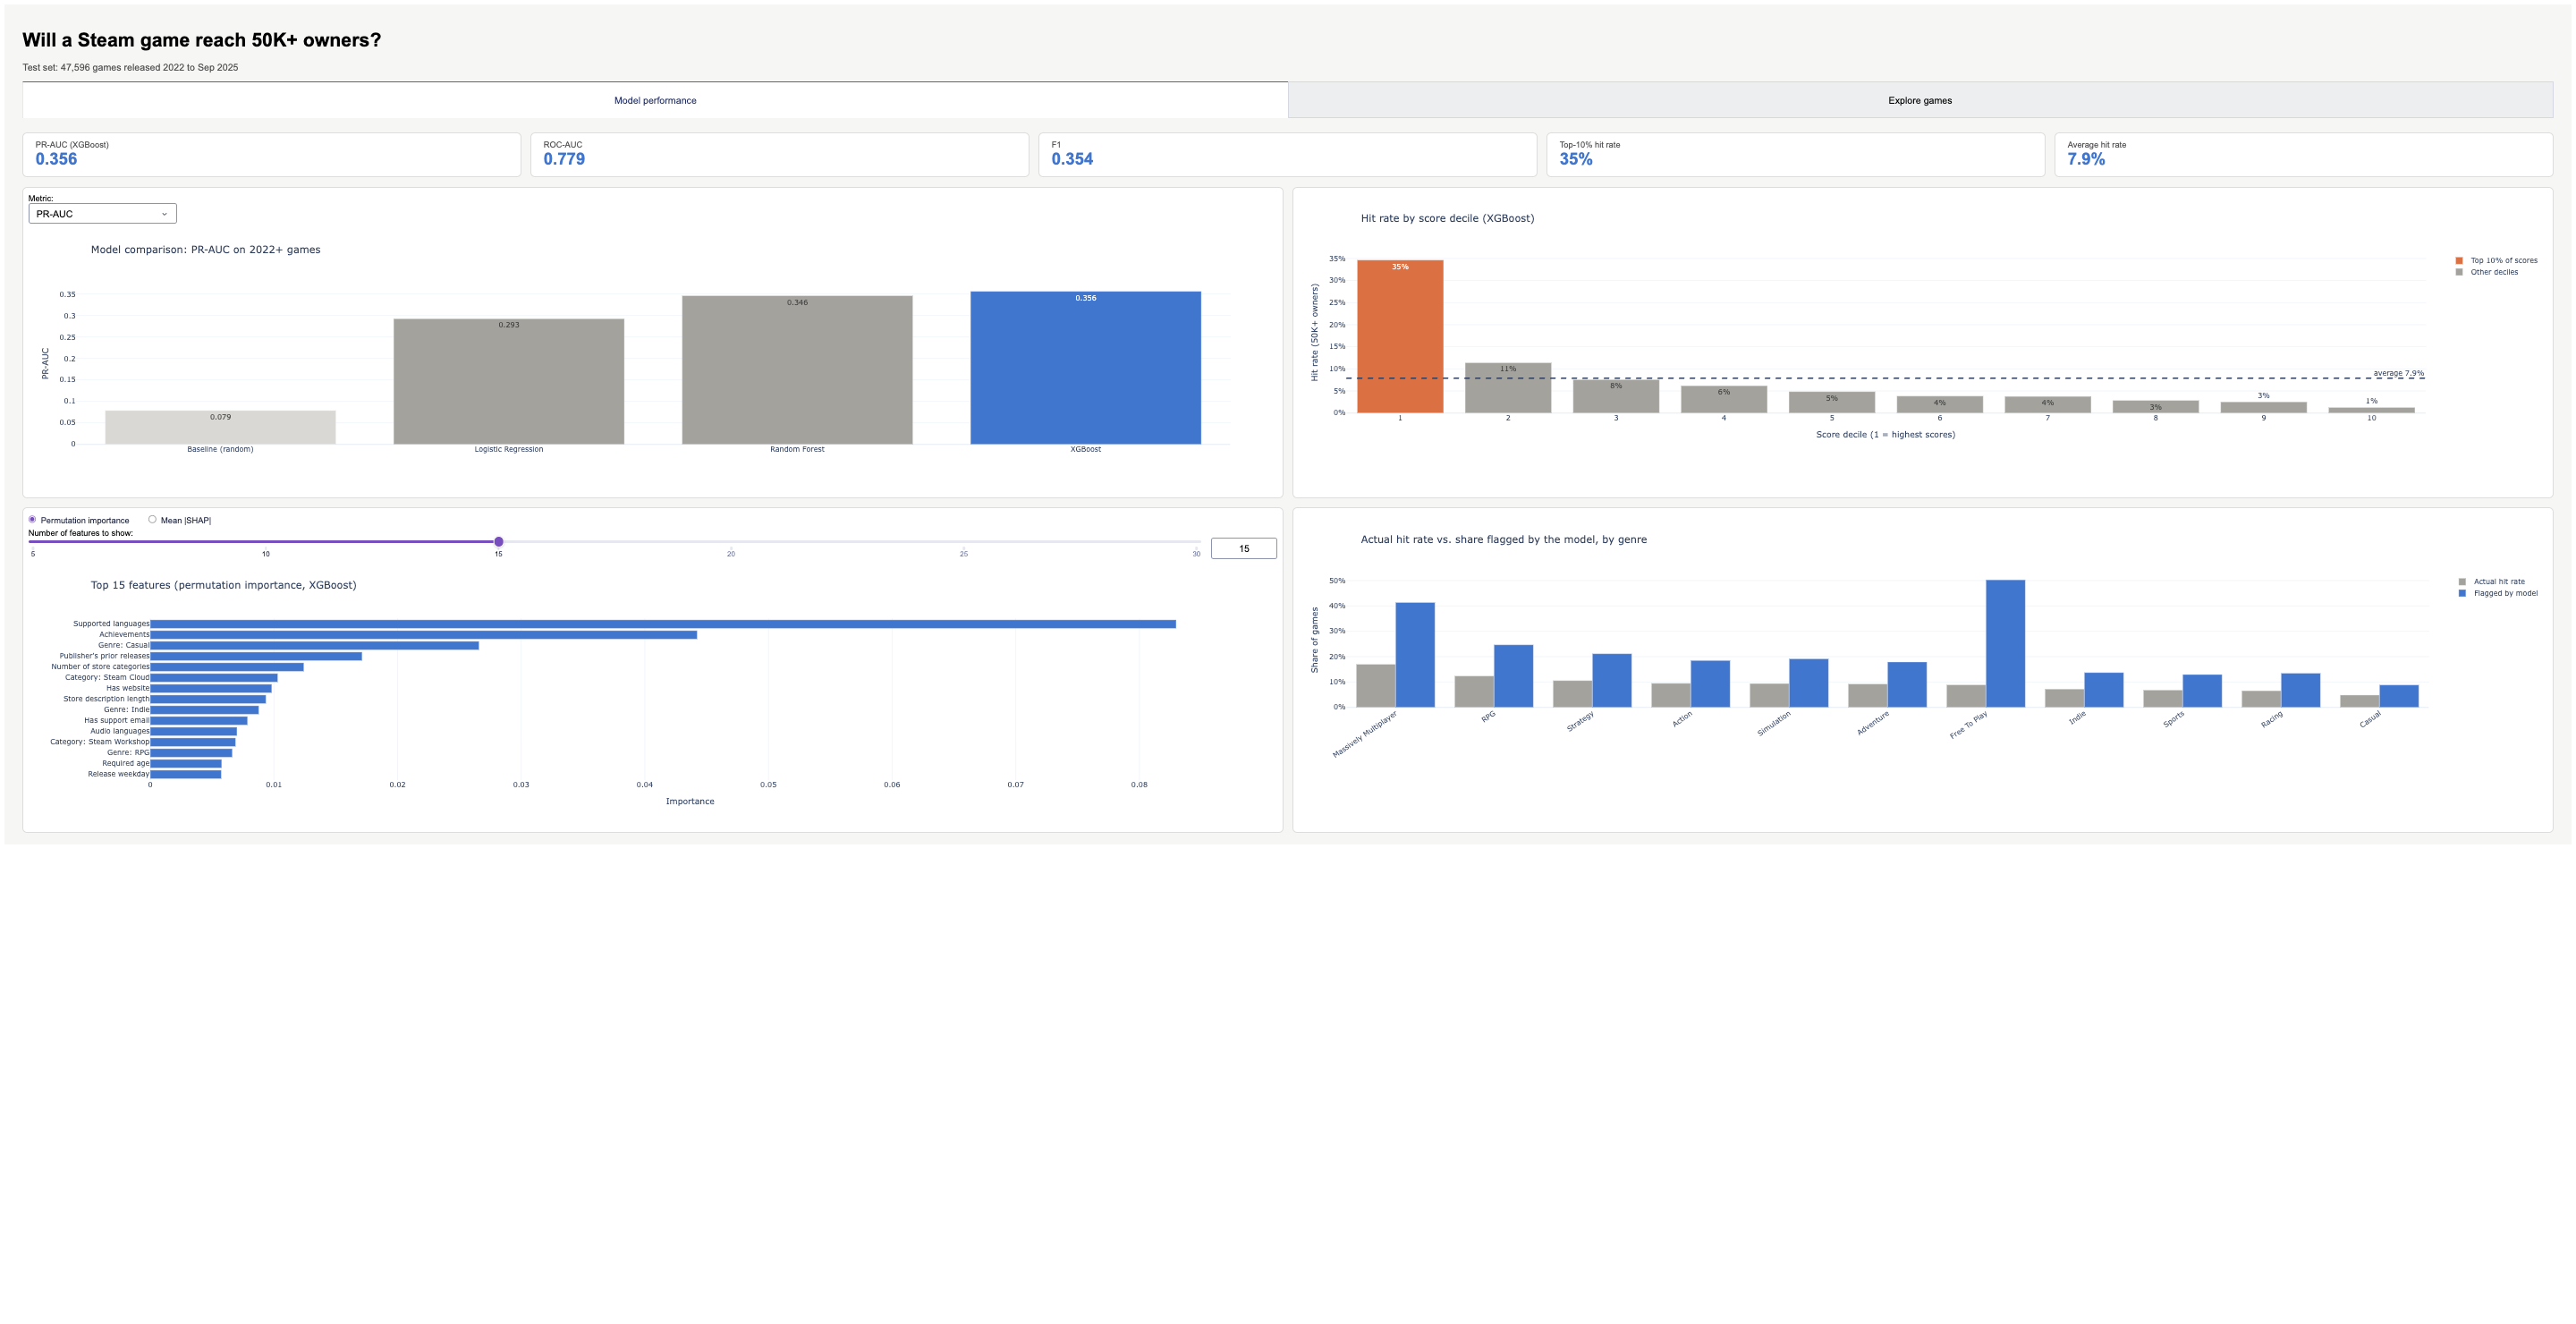 Will a Steam game reach 50K+ owners?
Test set: 47,596 games released 2022 to Sep 2025
Model performance
Explore games
PR-AUC (XGBoost)
0.356
ROC-AUC
0.779
F1
0.354
Top-10% hit rate
35%
Average hit rate
7.9%
Metric:
PR-AUC
Model comparison: PR-AUC on 2022+ games
PR-AUC
0.35
0.3
0.25
0.2
0.15
0.1
0.05
0
0.079
0.293
0.346
0.356
Baseline (random)
Logistic Regression
Random Forest
XGBoost
Hit rate by score decile (XGBoost)
Hit rate (50K+ owners)
35%
30%
25%
20%
15%
10%
5%
0%
35%
11%
8%
6%
5%
4%
4%
3%
3%
1%
average 7.9%
1
2
3
4
5
6
7
8
9
10
Score decile (1 = highest scores)
Top 10% of scores
Other deciles
Permutation importance
Mean |SHAP|
Number of features to show:
5
10
15
20
25
30
15
Top 15 features (permutation importance, XGBoost)
Supported languages
Achievements
Genre: Casual
Publisher's prior releases
Number of store categories
Category: Steam Cloud
Has website
Store description length
Genre: Indie
Has support email
Audio languages
Category: Steam Workshop
Genre: RPG
Required age
Release weekday
0
0.01
0.02
0.03
0.04
0.05
0.06
0.07
0.08
Importance
Actual hit rate vs. share flagged by the model, by genre
Share of games
50%
40%
30%
20%
10%
0%
Massively Multiplayer
RPG
Strategy
Action
Simulation
Adventure
Free To Play
Indie
Sports
Racing
Casual
Actual hit rate
Flagged by model